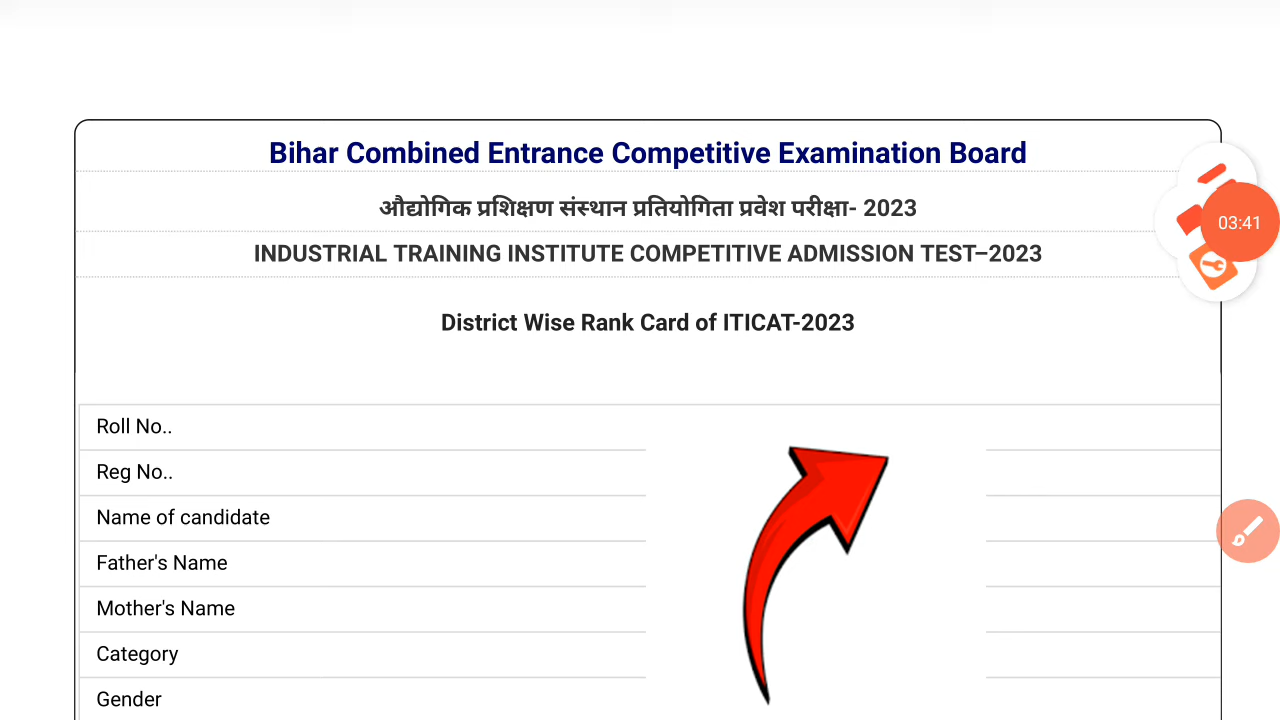 Bihar Combined Entrance Competitive Examination Board
औद्योगिक प्रशिक्षण संस्थान प्रतियोगिता प्रवेश परीक्षा- 2023
INDUSTRIAL TRAINING INSTITUTE COMPETITIVE ADMISSION TEST–2023
03:41
District Wise Rank Card of ITICAT-2023
Roll No..
Reg No..
Name of candidate
Father's Name
Mother's Name
Category
Gender